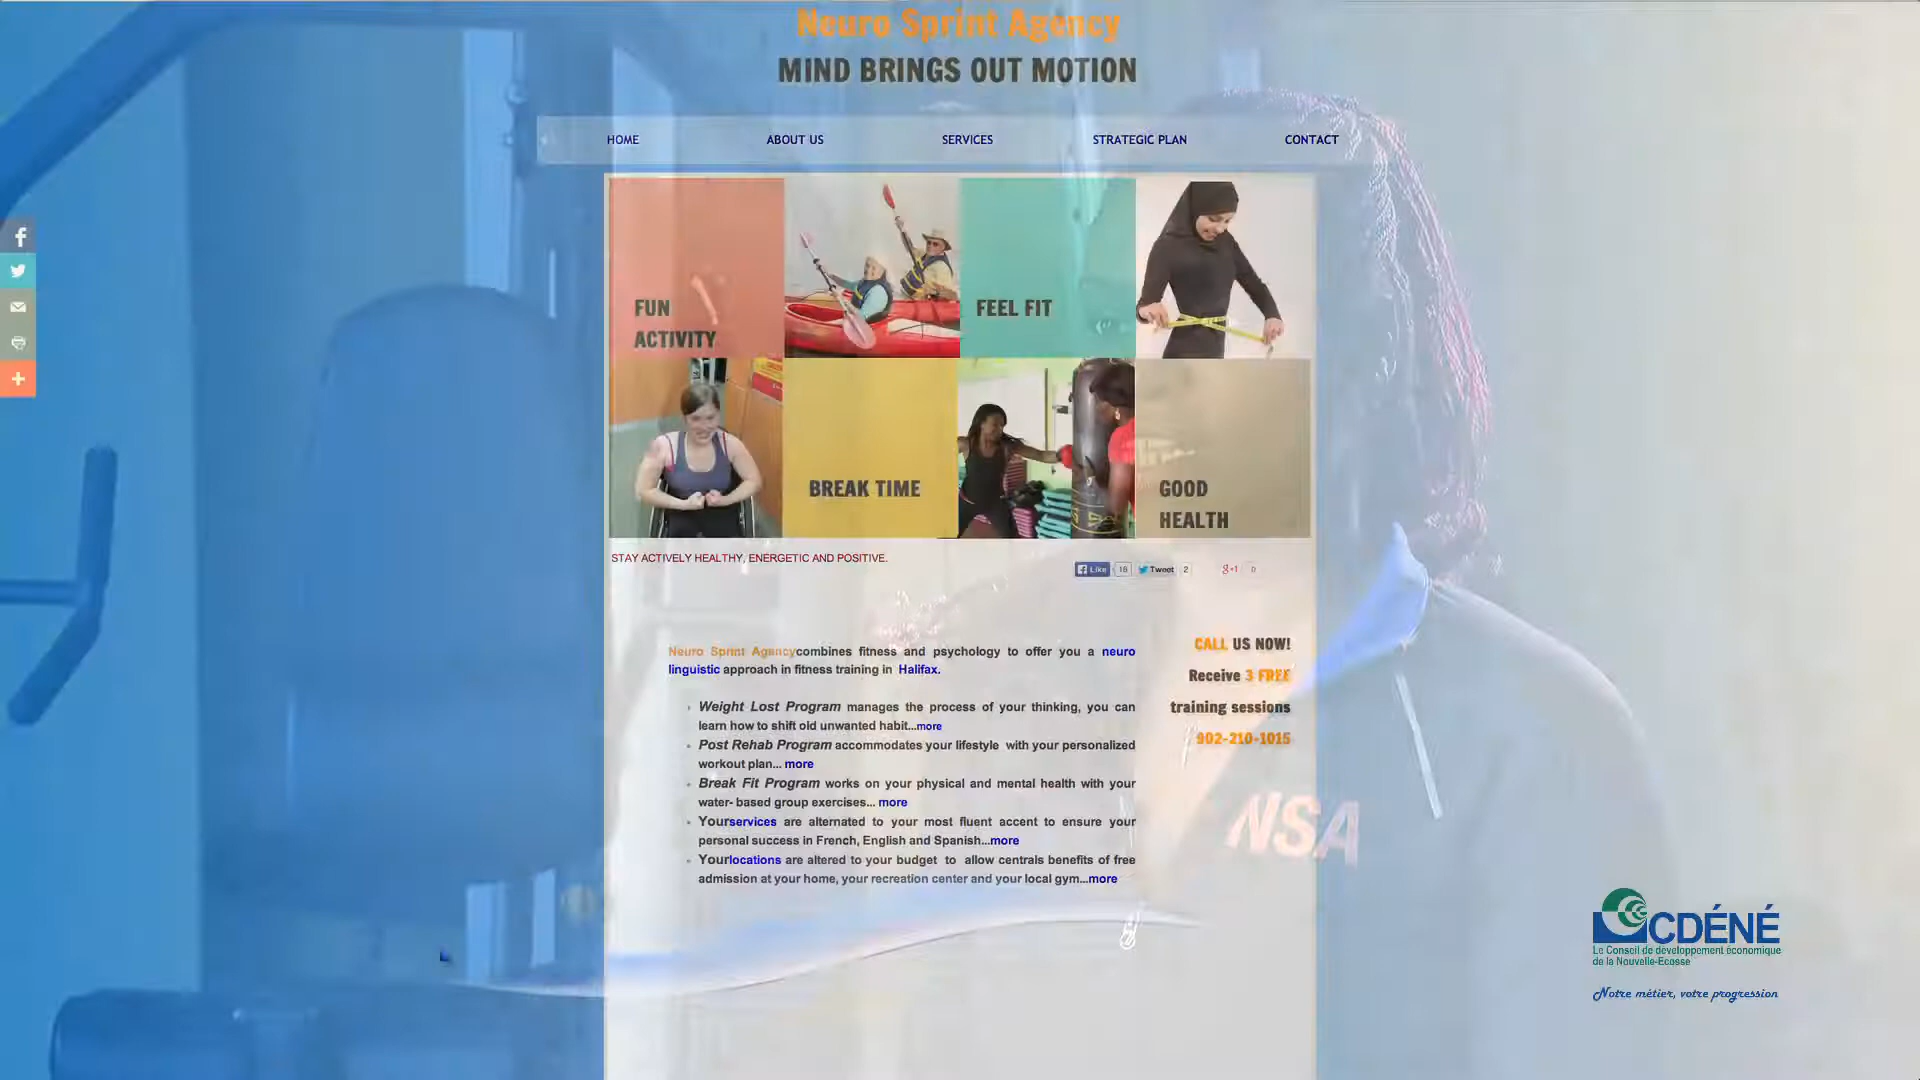 Neuro Sprint Agency
MIND BRINGS OUT MOTION
HOME ABOUT US SERVICES STRATEGIC PLAN CONTACT
FUN
ACTIVITY
FEEL FIT
BREAK TIME
GOOD
HEALTH
STAY ACTIVELY HEALTHY, ENERGETIC AND POSITIVE.
Like 16 Tweet 2 g+1 0
Neuro Sprint Agencycombines fitness and psychology to offer you a neuro
linguistic approach in fitness training in Halifax.
Weight Lost Program manages the process of your thinking, you can
learn how to shift old unwanted habit...more
Post Rehab Program accommodates your lifestyle with your personalized
workout plan... more
Break Fit Program works on your physical and mental health with your
water- based group exercises... more
Yourservices are alternated to your most fluent accent to ensure your
personal success in French, English and Spanish...more
Yourlocations are altered to your budget to allow centrals benefits of free
admission at your home, your recreation center and your local gym...more
CALL US NOW!
Receive 3 FREE
training sessions
902-210-1015
NSA
CDÉNÉ
Le Conseil de développement économique
de la Nouvelle-Ecosse
Notre métier, votre progression